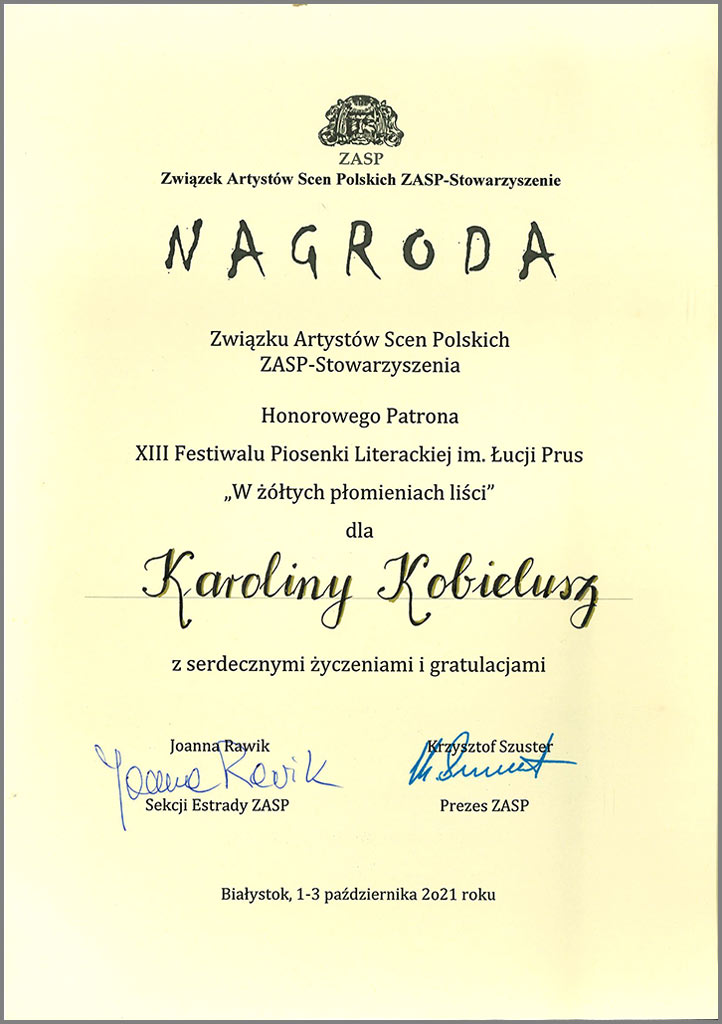 ZASP
Związek Artystów Scen Polskich ZASP-Stowarzyszenie
NAGRODA
Związku Artystów Scen Polskich
ZASP-Stowarzyszenia
Honorowego Patrona
XIII Festiwalu Piosenki Literackiej im. Łucji Prus
„W żółtych płomieniach liści”
dla
Karoliny Kobielusz
z serdecznymi życzeniami i gratulacjami
Joanna Rawik
Joanna Rawik
Sekcji Estrady ZASP
Krzysztof Szuster
K. Szuster
Prezes ZASP
Białystok, 1-3 października 2o21 roku